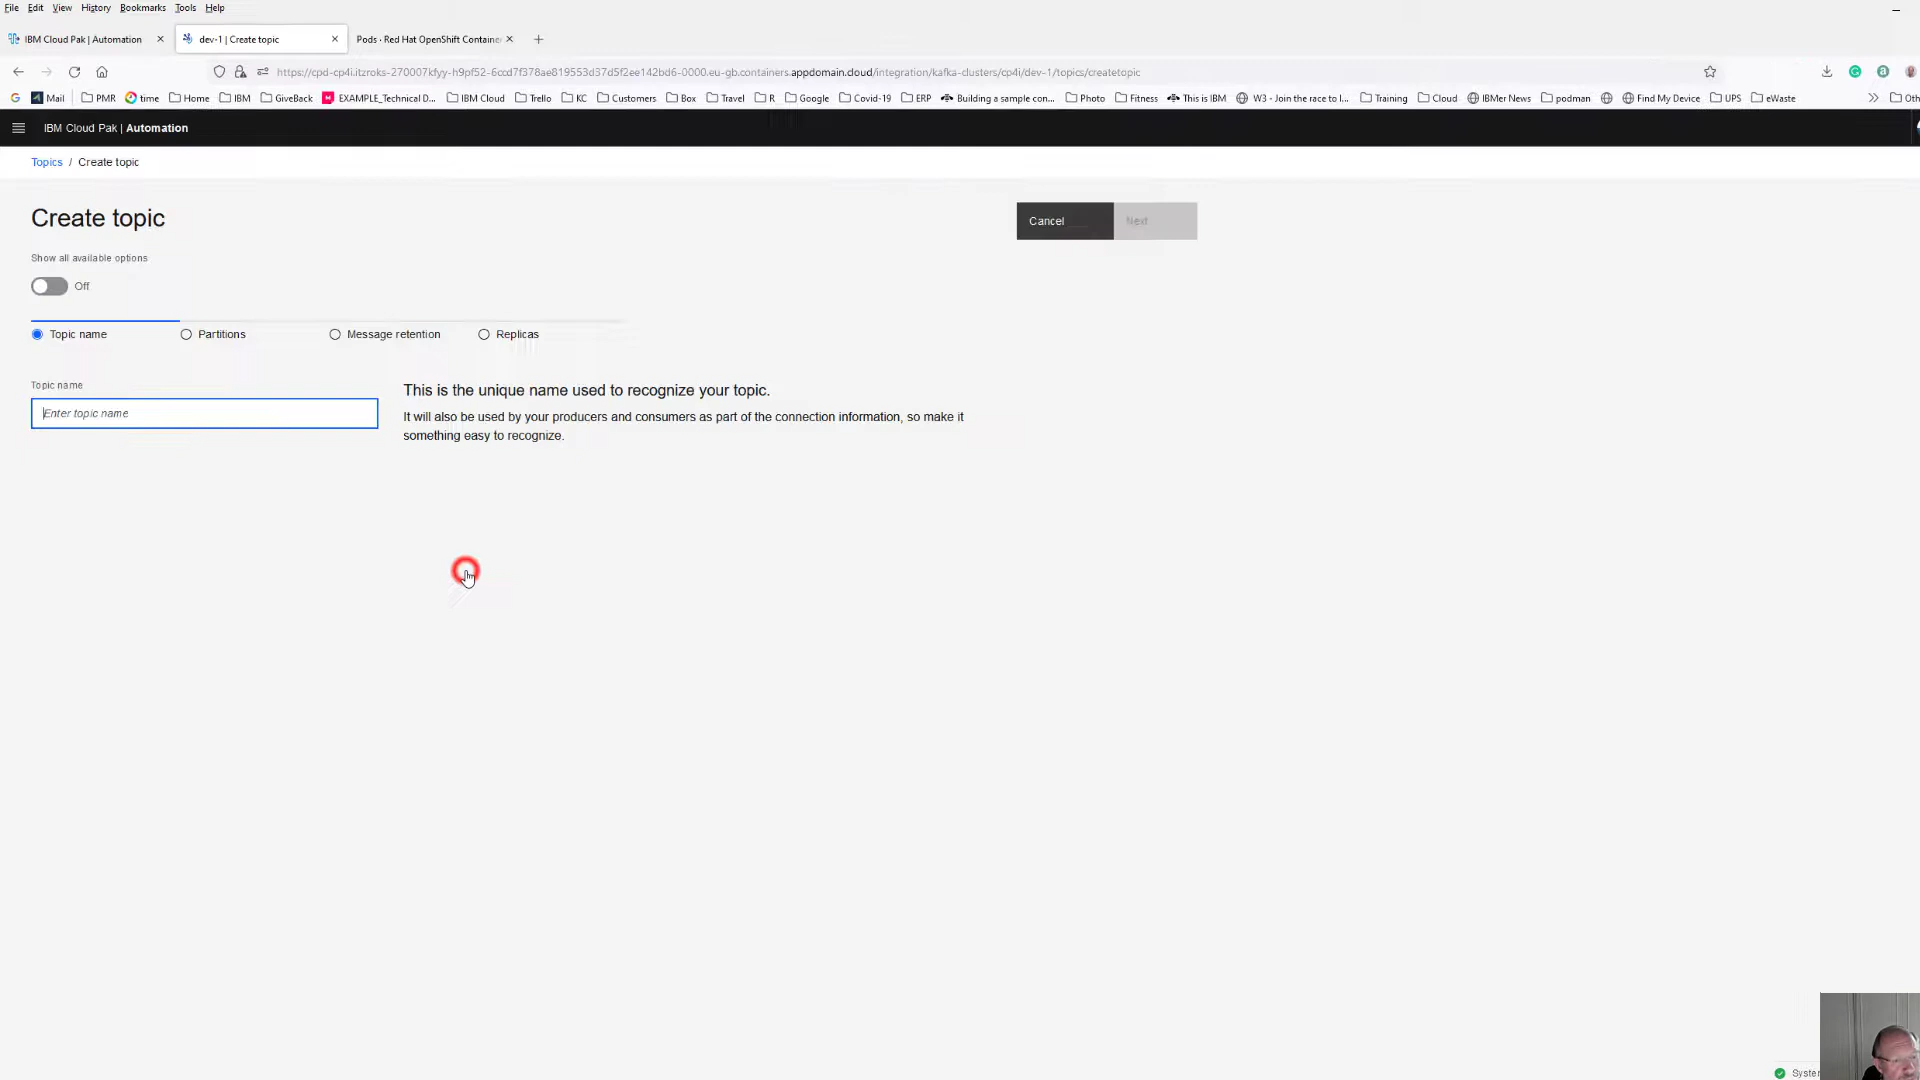 File Edit View History Bookmarks Tools Help
IBM Cloud Pak | Automation dev-1 | Create topic Pods · Red Hat OpenShift Container
https://cpd-cp4i.itzroks-270007kfyy-h9pf52-6ccd7f378ae819553d37d5f2ee142bd6-0000.eu-gb.containers.appdomain.cloud/integration/kafka-clusters/cp4i/dev-1/topics/createtopic
Mail PMR time Home IBM GiveBack EXAMPLE_Technical D... IBM Cloud Trello KC Customers Box Travel R Google Covid-19 ERP Building a sample con... Photo Fitness This is IBM W3 - Join the race to I... Training Cloud IBMer News podman Find My Device UPS eWaste Oth
IBM Cloud Pak | Automation
Topics / Create topic
Create topic
Cancel Next
Show all available options
Off
Topic name Partitions Message retention Replicas
Topic name
Enter topic name
This is the unique name used to recognize your topic.
It will also be used by your producers and consumers as part of the connection information, so make it
something easy to recognize.
System